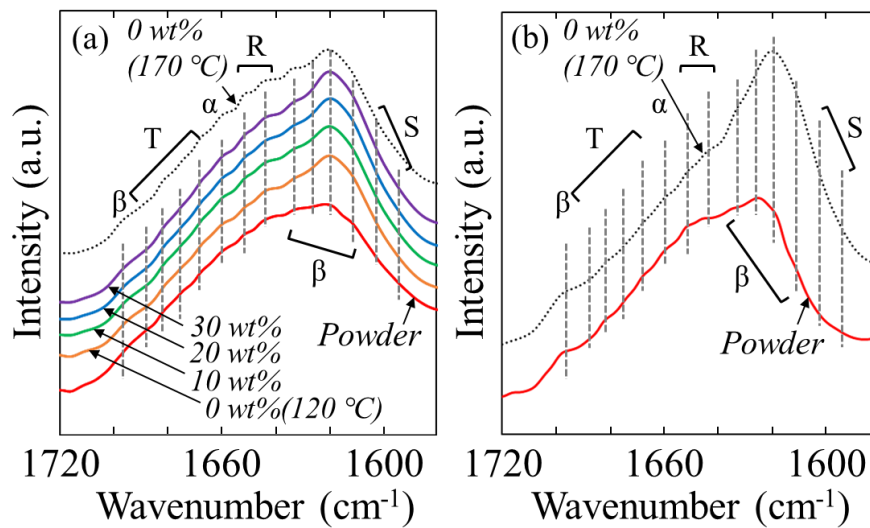 (a)
0 wt%
(170 °C)
R
α
T
S
β
β
30 wt%
20 wt%
10 wt%
0 wt%(120 °C)
Powder
Intensity (a.u.)
1720
1660
1600
Wavenumber (cm-1)
(b)
0 wt%
(170 °C)
R
α
T
S
β
β
Powder
Intensity (a.u.)
1720
1660
1600
Wavenumber (cm-1)